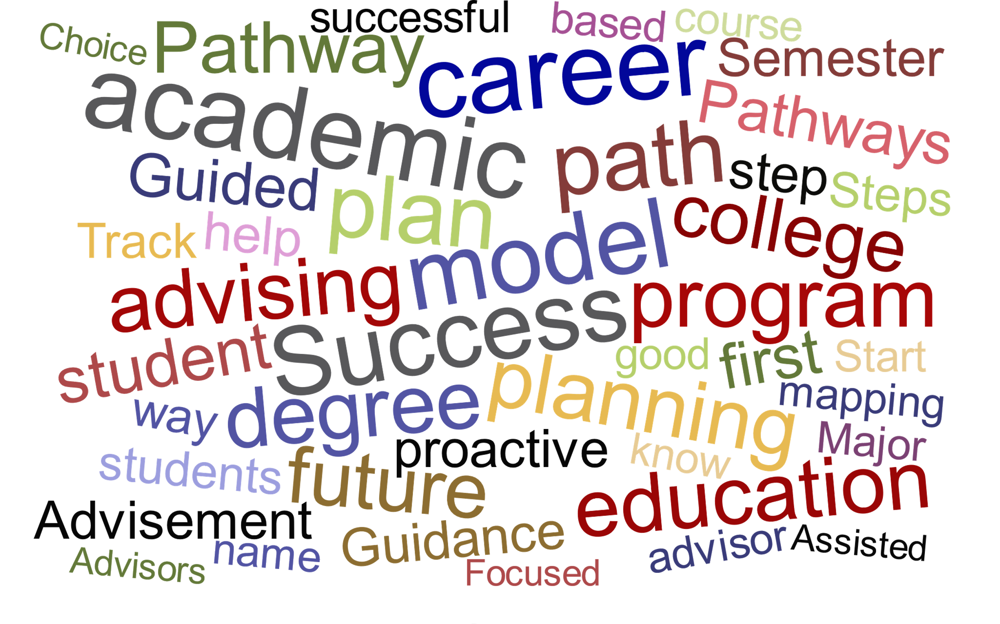 successful
based
course
Choice
Pathway
career
Semester
academic
Pathways
path
Guided
step
Steps
plan
college
Track
help
model
advising
program
Success
student
good
first
Start
planning
mapping
way
degree
proactive
know
Major
students
future
education
Advisement
Guidance
advisor
Assisted
name
Advisors
Focused